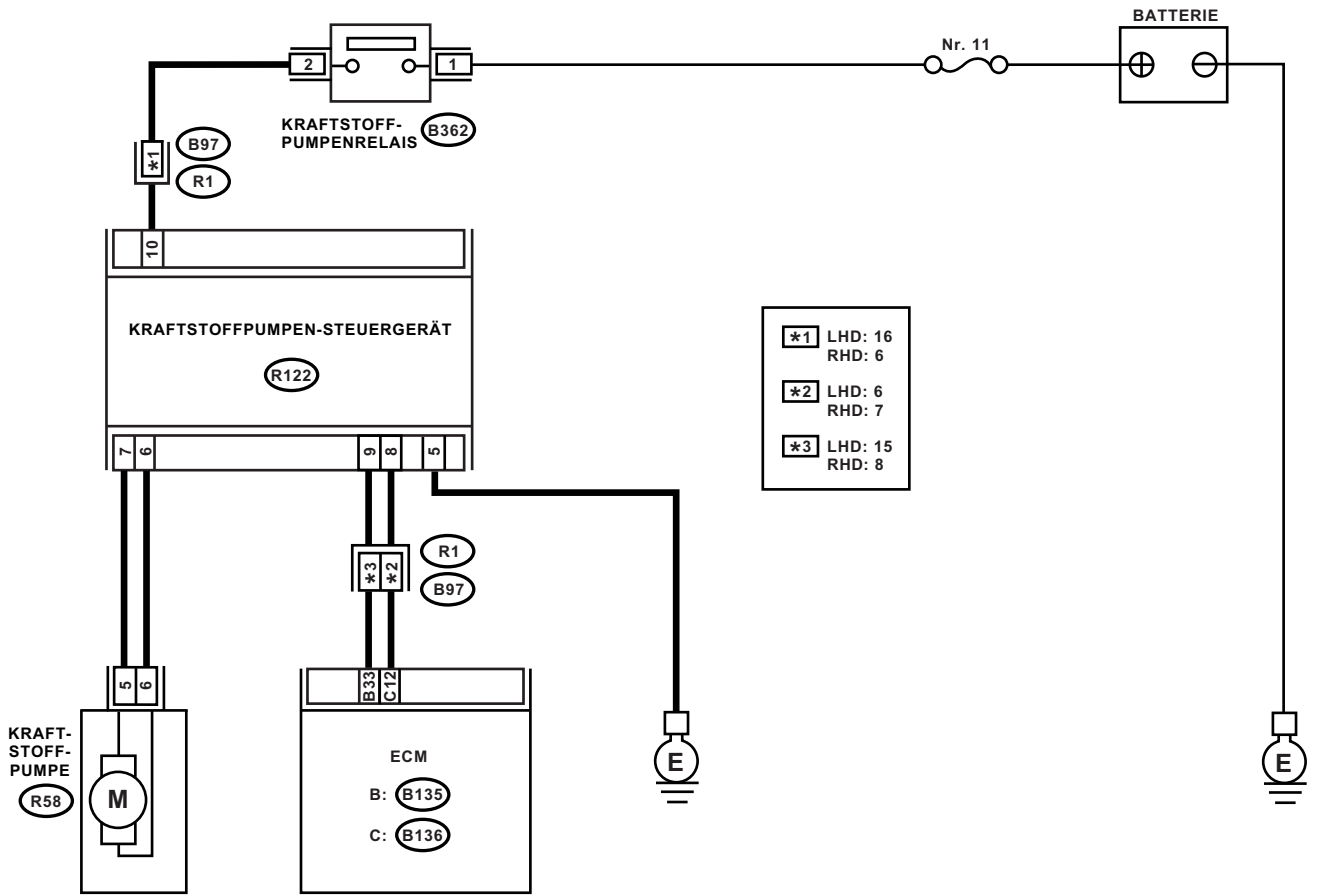 BATTERIE
Nr. 11
2
1
KRAFTSTOFF-
PUMPENRELAIS
B362
*1
B97
R1
10
KRAFTSTOFFPUMPEN-STEUERGERÄT
R122
*1 LHD: 16
RHD: 6
*2 LHD: 6
RHD: 7
*3 LHD: 15
RHD: 8
7
6
9
8
5
*3
*2
R1
B97
5
6
B33
C12
KRAFT-
STOFF-
PUMPE
R58
M
ECM
B: B135
C: B136
E
E